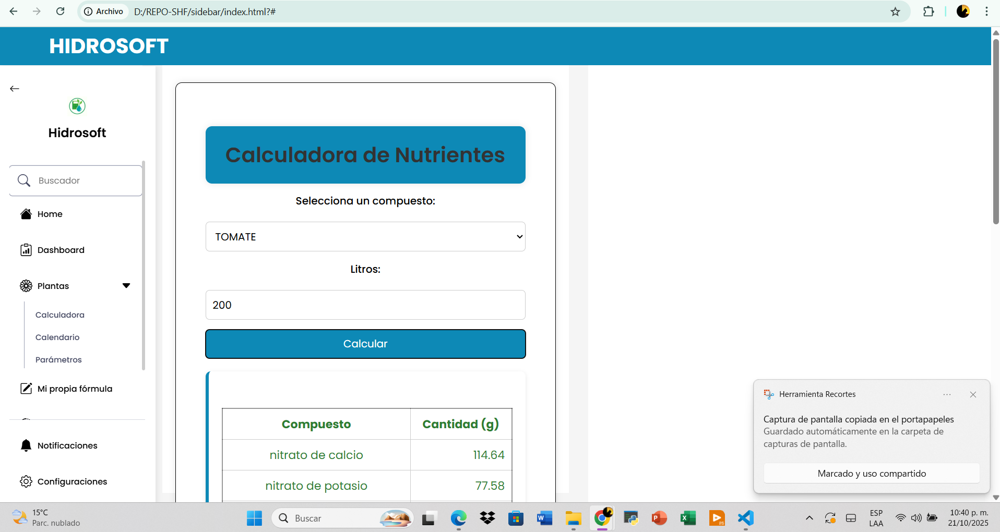 Archivo
D:/REPO-SHF/sidebar/index.html?#
HIDROSOFT
Hidrosoft
Buscador
Home
Dashboard
Plantas
Calculadora
Calendario
Parámetros
Mi propia fórmula
Notificaciones
Configuraciones
Calculadora de Nutrientes
Selecciona un compuesto:
TOMATE
Litros:
200
Calcular
Compuesto Cantidad (g)
nitrato de calcio 114.64
nitrato de potasio 77.58
Herramienta Recortes
Captura de pantalla copiada en el portapapeles
Guardado automáticamente en la carpeta de
capturas de pantalla.
Marcado y uso compartido
15°C
Parc. nublado
Buscar
ESP
LAA
10:40 p. m.
21/10/2025